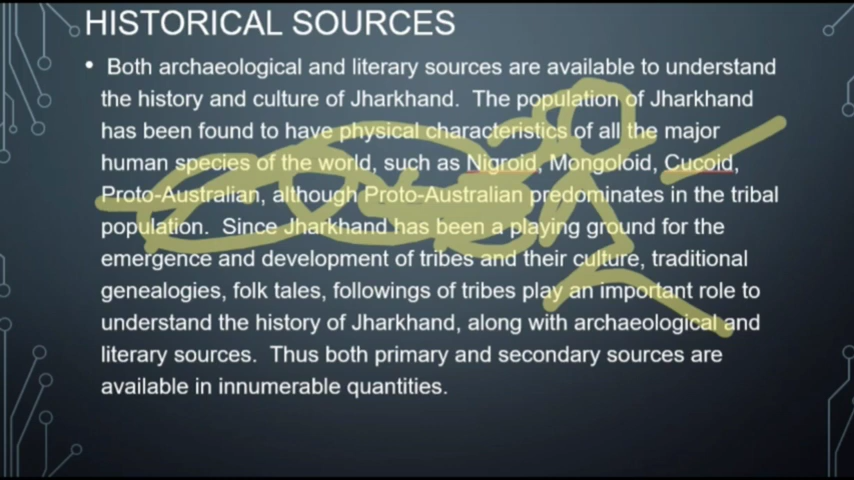 HISTORICAL SOURCES
• Both archaeological and literary sources are available to understand
the history and culture of Jharkhand. The population of Jharkhand
has been found to have physical characteristics of all the major
human species of the world, such as Nigroid, Mongoloid, Cucoid,
Proto-Australian, although Proto-Australian predominates in the tribal
population. Since Jharkhand has been a playing ground for the
emergence and development of tribes and their culture, traditional
genealogies, folk tales, followings of tribes play an important role to
understand the history of Jharkhand, along with archaeological and
literary sources. Thus both primary and secondary sources are
available in innumerable quantities.